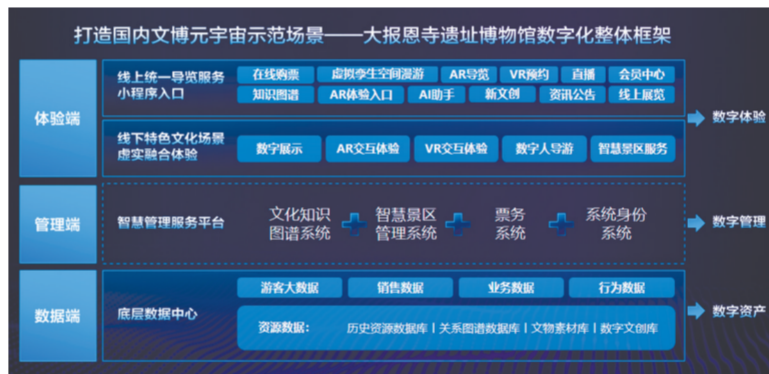 打造国内文博元宇宙示范场景——大报恩寺遗址博物馆数字化整体框架
体验端
线上统一导览服务
小程序入口
在线购票 虚拟孪生空间漫游 AR导览 VR预约 直播 会员中心
知识图谱 AR体验入口 AI助手 新文创 资讯公告 线上展览
线下特色文化场景
虚实融合体验
数字展示 AR交互体验 VR交互体验 数字人导游 智慧景区服务
数字体验
管理端
智慧管理服务平台
文化知识
图谱系统
智慧景区
管理系统
票务
系统
系统身份
系统
数字管理
数据端
底层数据中心
游客大数据 销售数据 业务数据 行为数据
资源数据: 历史资源数据库 | 关系图谱数据库 | 文物素材库 | 数字文创库
数字资产